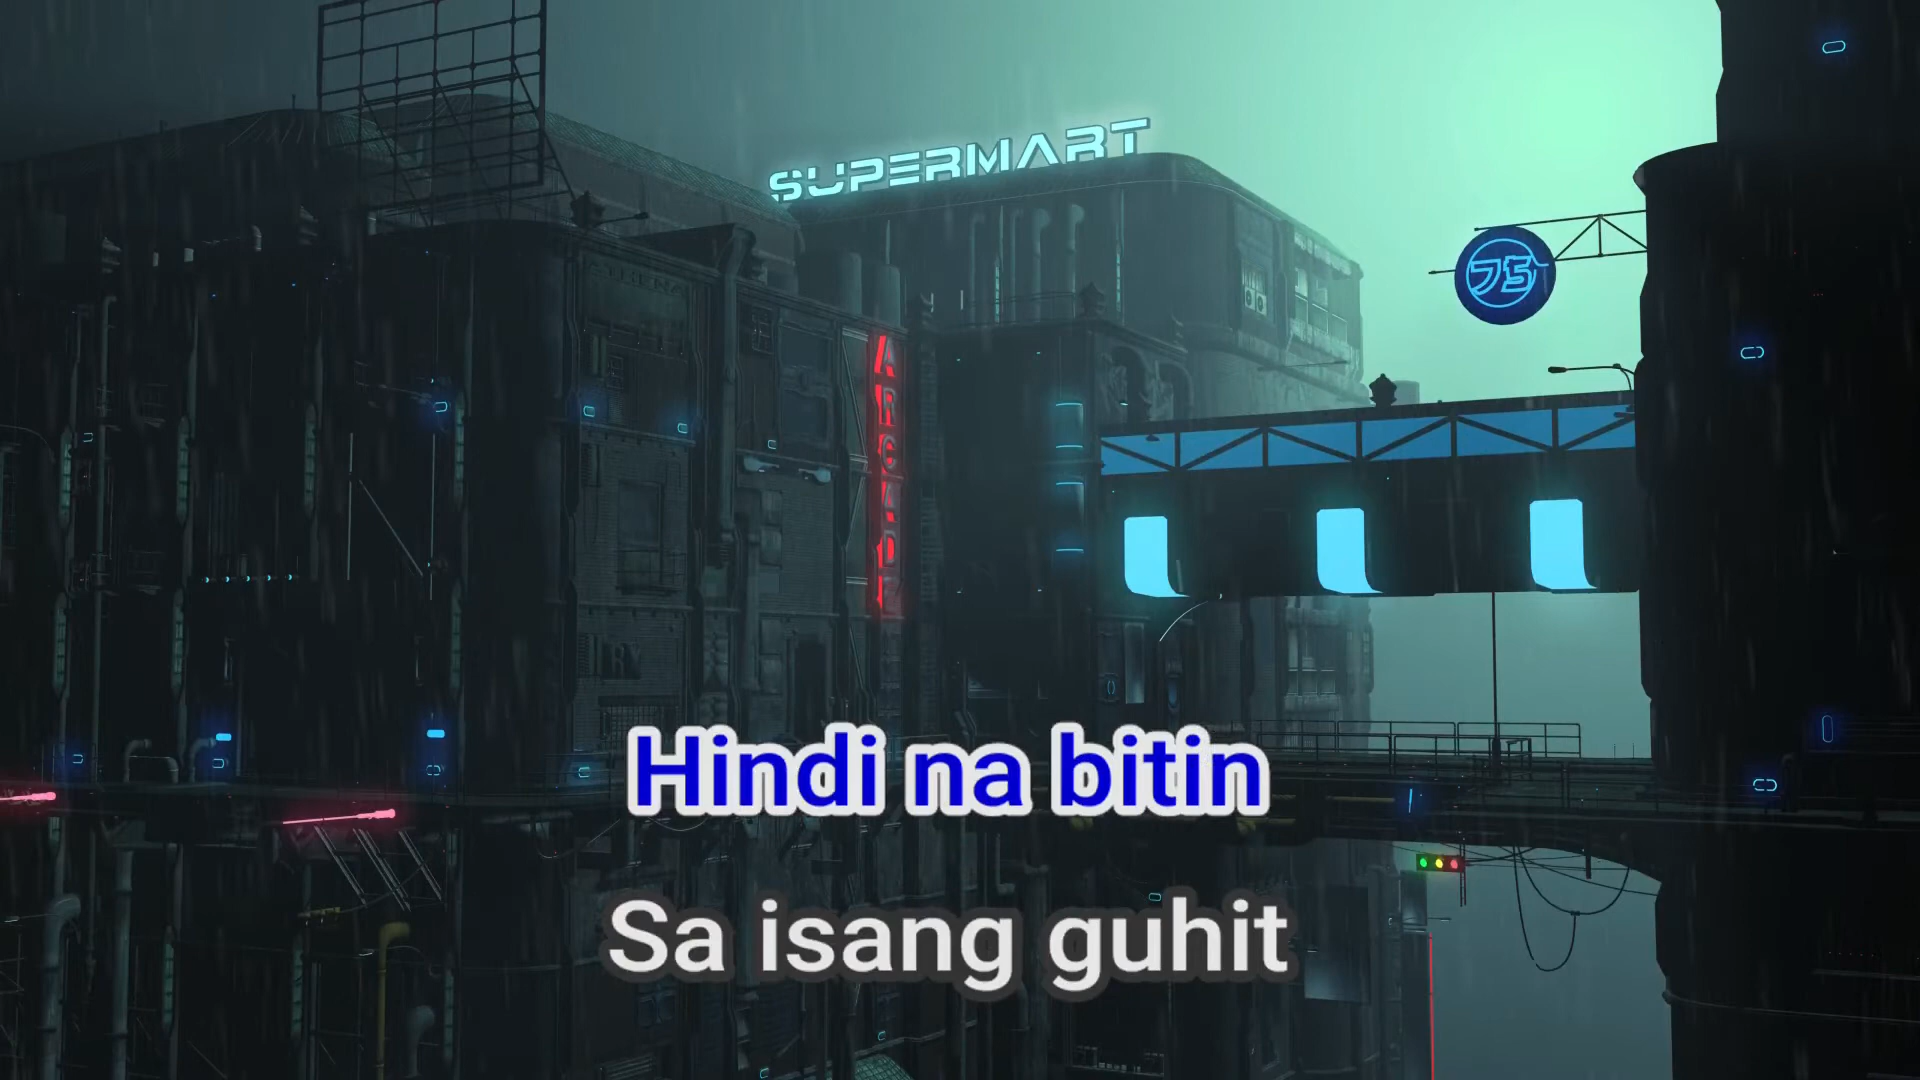 SUPERMART
75
ARCADE
Hindi na bitin
Sa isang guhit